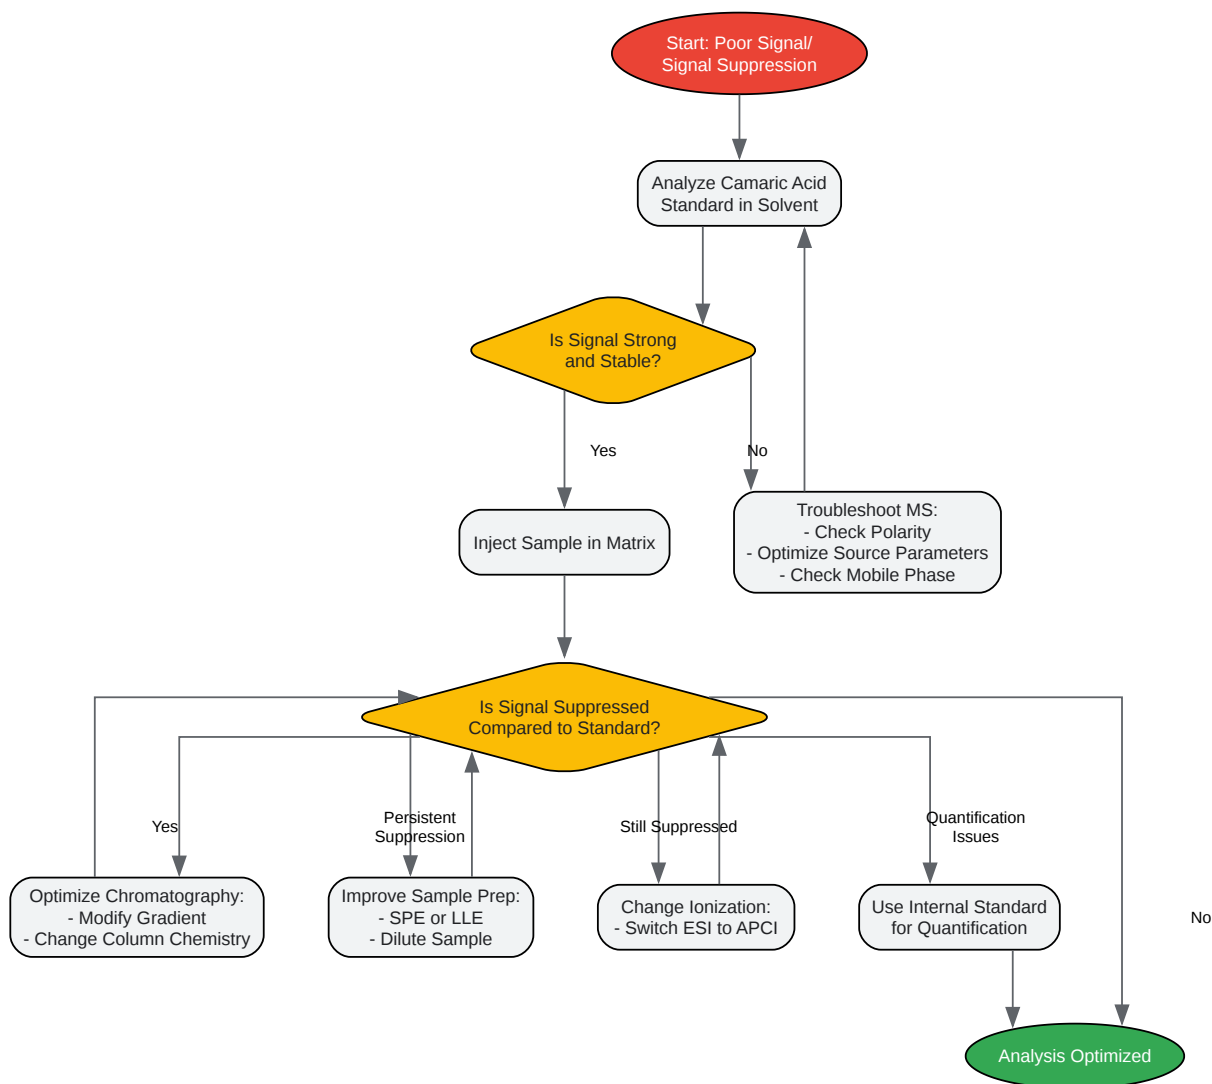 Start: Poor Signal/
Signal Suppression
Analyze Camaric Acid
Standard in Solvent
Is Signal Strong
and Stable?
Yes
No
Troubleshoot MS:
- Check Polarity
- Optimize Source Parameters
- Check Mobile Phase
Inject Sample in Matrix
Is Signal Suppressed
Compared to Standard?
Yes
Persistent
Suppression
Still Suppressed
Quantification
Issues
Optimize Chromatography:
- Modify Gradient
- Change Column Chemistry
Improve Sample Prep:
- SPE or LLE
- Dilute Sample
Change Ionization:
- Switch ESI to APCI
Use Internal Standard
for Quantification
No
Analysis Optimized